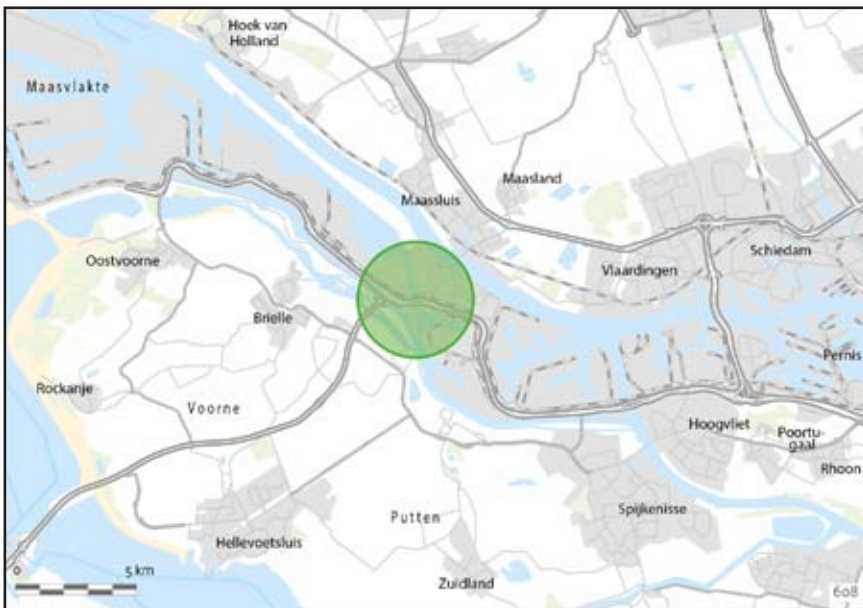 Hoek van
Holland
Maasvlakte
Maasland
Maassluis
Oostvoorne
Vlaardingen
Schiedam
Brielle
Pernis
Rockanje
Voorne
Hoogvliet
Poortu-
gaal
Rhoon
Putten
Spijkenisse
Hellevoetsluis
Zuidland
0 5 km
608